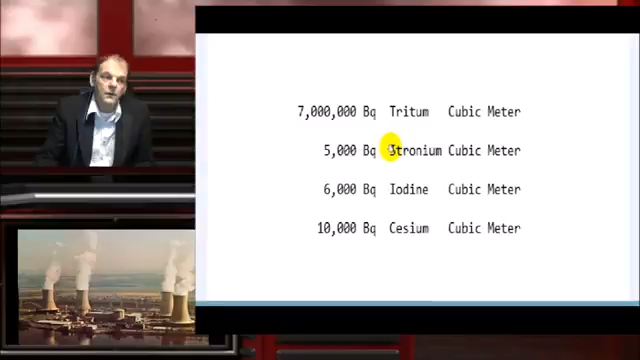 7,000,000 Bq Tritum Cubic Meter
5,000 Bq Stronium Cubic Meter
6,000 Bq Iodine Cubic Meter
10,000 Bq Cesium Cubic Meter